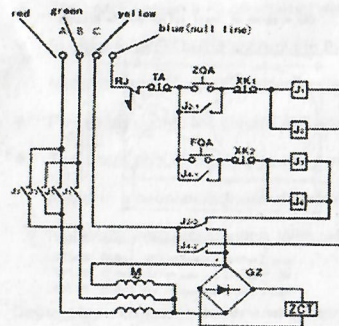 red
green
yellow
blue(null line)
A B C
RJ TA ZQA XK1 J1
J2-1
J2
FQA XK2 J3
J4-1
J4
J2-2
J4-2
M
GZ
ZCT